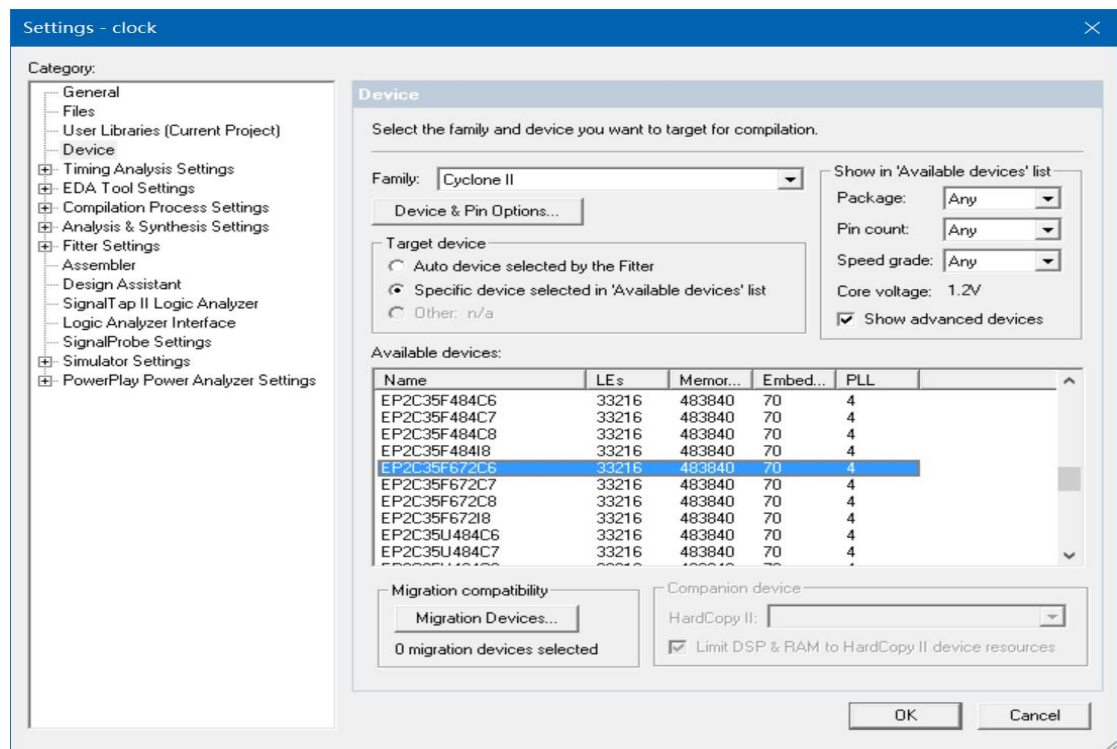 Settings - clock
Category:
General
Files
User Libraries (Current Project)
Device
Timing Analysis Settings
EDA Tool Settings
Compilation Process Settings
Analysis & Synthesis Settings
Fitter Settings
Assembler
Design Assistant
SignalTap II Logic Analyzer
Logic Analyzer Interface
SignalProbe Settings
Simulator Settings
PowerPlay Power Analyzer Settings
Device
Select the family and device you want to target for compilation.
Family: Cyclone II
Device & Pin Options...
Target device
Auto device selected by the Fitter
Specific device selected in 'Available devices' list
Other: n/a
Show in 'Available devices' list
Package: Any
Pin count: Any
Speed grade: Any
Core voltage: 1.2V
Show advanced devices
Available devices:
Name LEs Memor... Embed... PLL
EP2C35F484C6 33216 483840 70 4
EP2C35F484C7 33216 483840 70 4
EP2C35F484C8 33216 483840 70 4
EP2C35F484I8 33216 483840 70 4
EP2C35F672C6 33216 483840 70 4
EP2C35F672C7 33216 483840 70 4
EP2C35F672C8 33216 483840 70 4
EP2C35F672I8 33216 483840 70 4
EP2C35U484C6 33216 483840 70 4
EP2C35U484C7 33216 483840 70 4
Migration compatibility
Migration Devices...
0 migration devices selected
Companion device
HardCopy II:
Limit DSP & RAM to HardCopy II device resources
OK Cancel